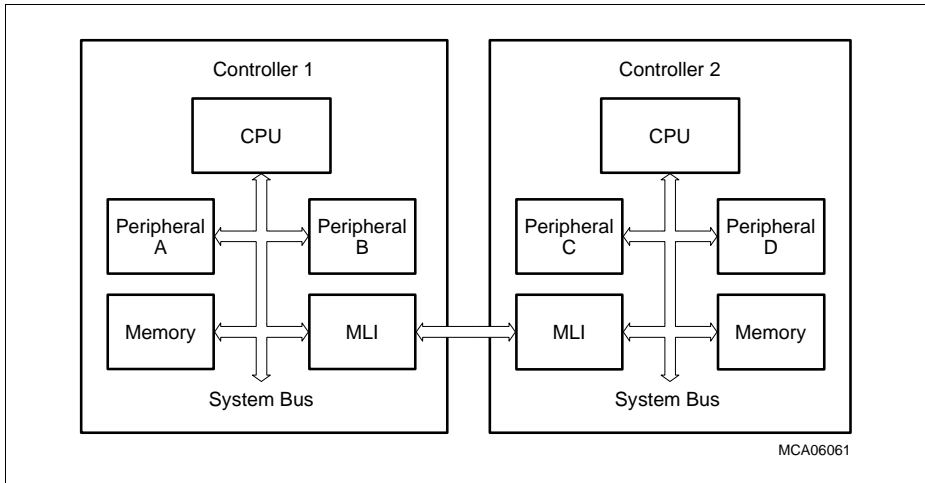 Controller 1
CPU
Peripheral
A
Peripheral
B
Memory
MLI
System Bus
Controller 2
CPU
Peripheral
C
Peripheral
D
MLI
Memory
System Bus
MCA06061